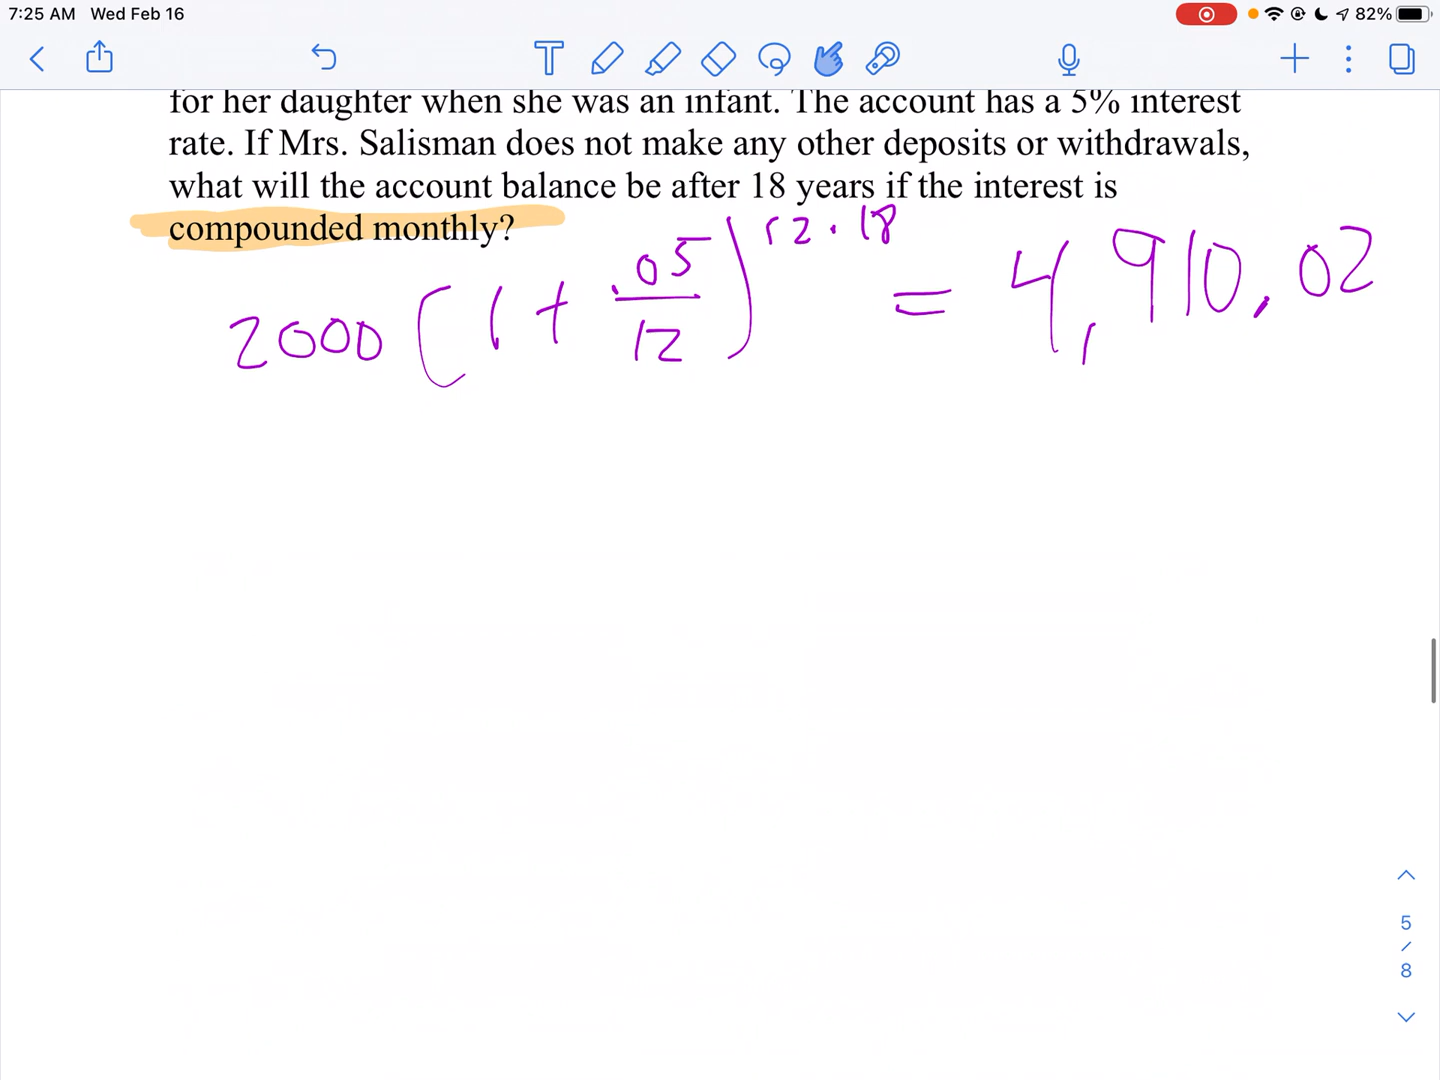 7:25 AM Wed Feb 16
82%
T
for her daughter when she was an infant. The account has a 5% interest
rate. If Mrs. Salisman does not make any other deposits or withdrawals,
what will the account balance be after 18 years if the interest is
compounded monthly?
2000 (1 + .05/12)^12·18 = 4,910.02
5
/
8